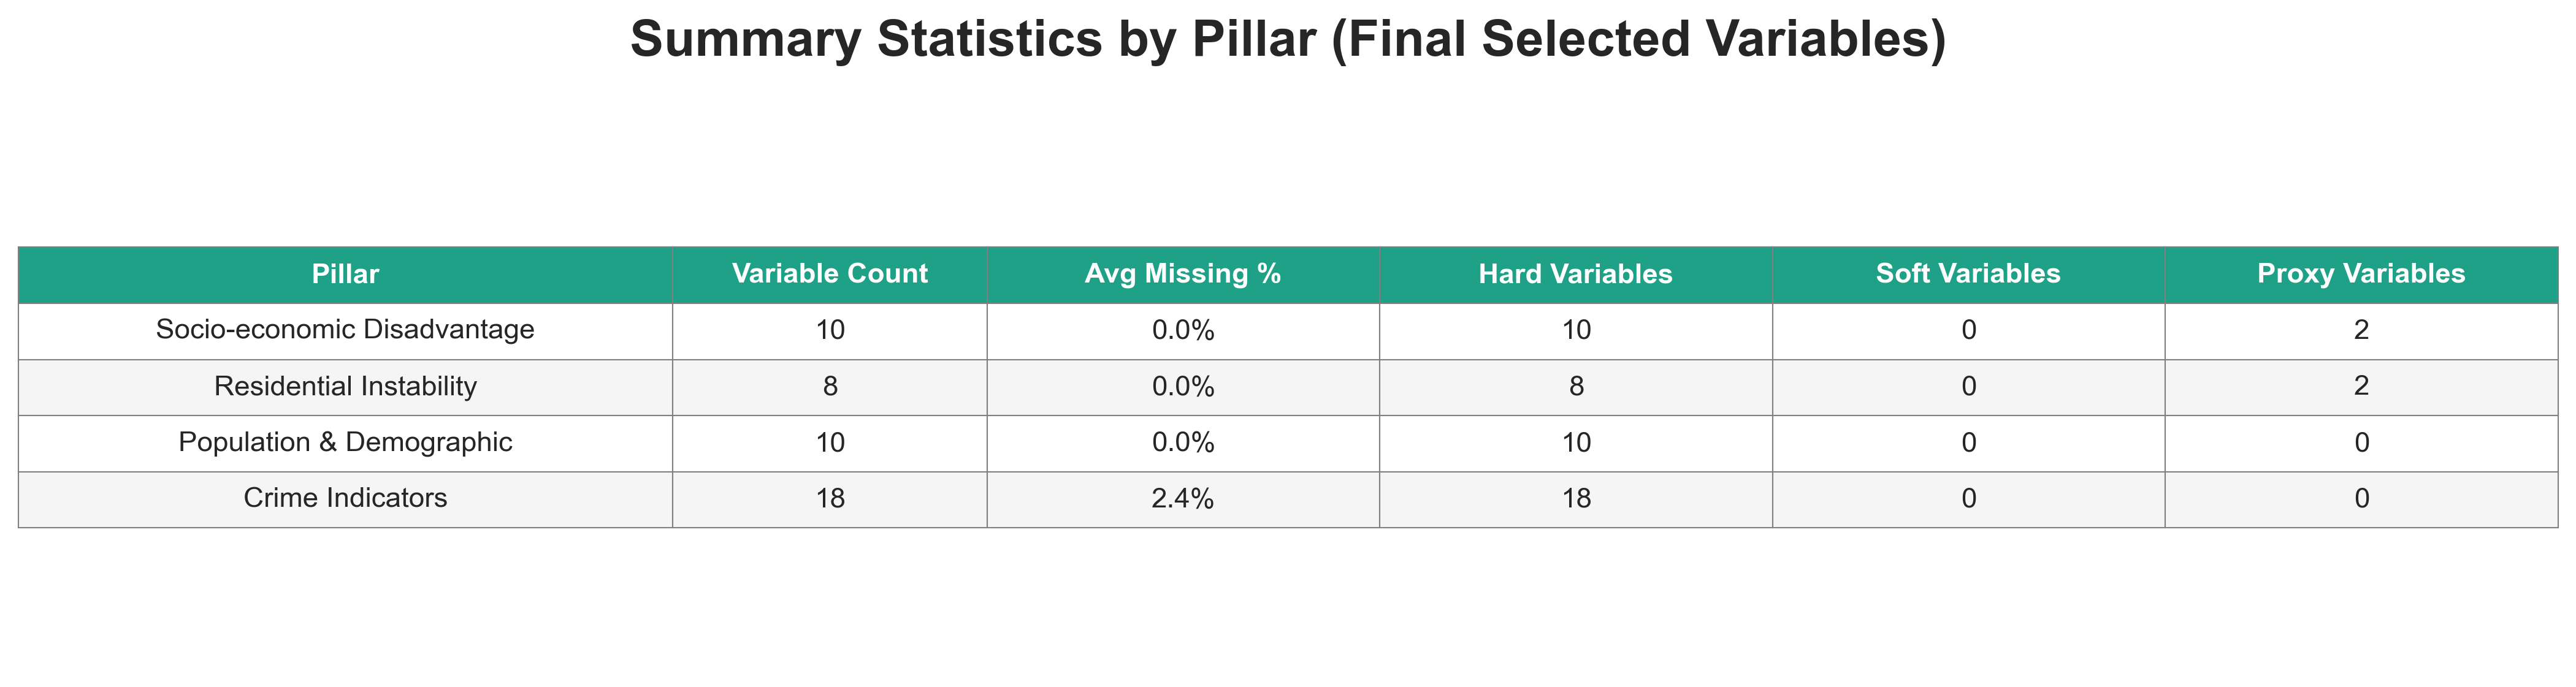 Summary Statistics by Pillar (Final Selected Variables)
Pillar Variable Count Avg Missing % Hard Variables Soft Variables Proxy Variables
Socio-economic Disadvantage 10 0.0% 10 0 2
Residential Instability 8 0.0% 8 0 2
Population & Demographic 10 0.0% 10 0 0
Crime Indicators 18 2.4% 18 0 0